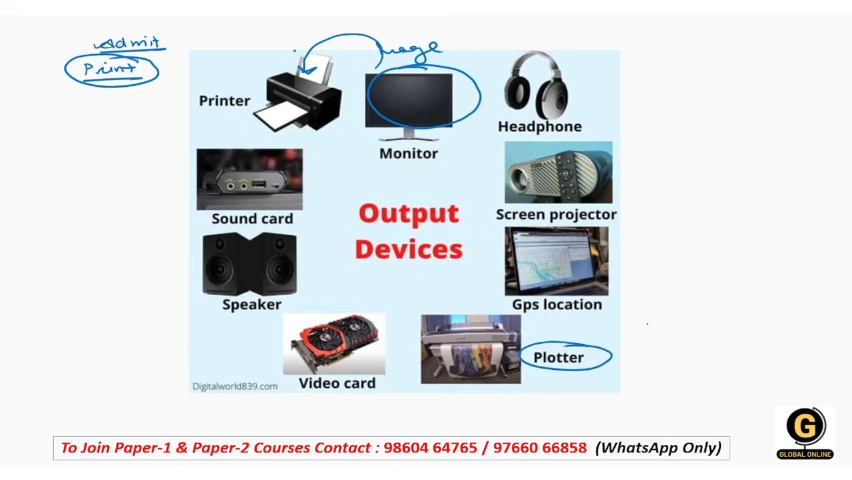 Admit
Print
Page
Printer
Monitor
Headphone
Sound card
Output
Devices
Screen projector
Speaker
Gps location
Plotter
Video card
Digitalworld839.com
G
GLOBAL ONLINE
To Join Paper-1 & Paper-2 Courses Contact : 98604 64765 / 97660 66858 (WhatsApp Only)